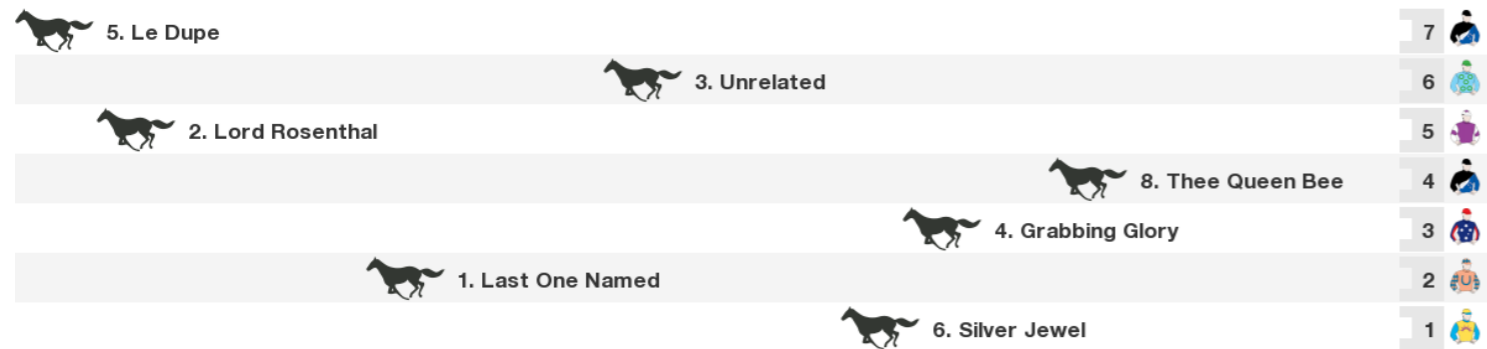 5. Le Dupe 7
3. Unrelated 6
2. Lord Rosenthal 5
8. Thee Queen Bee 4
4. Grabbing Glory 3
1. Last One Named 2
6. Silver Jewel 1